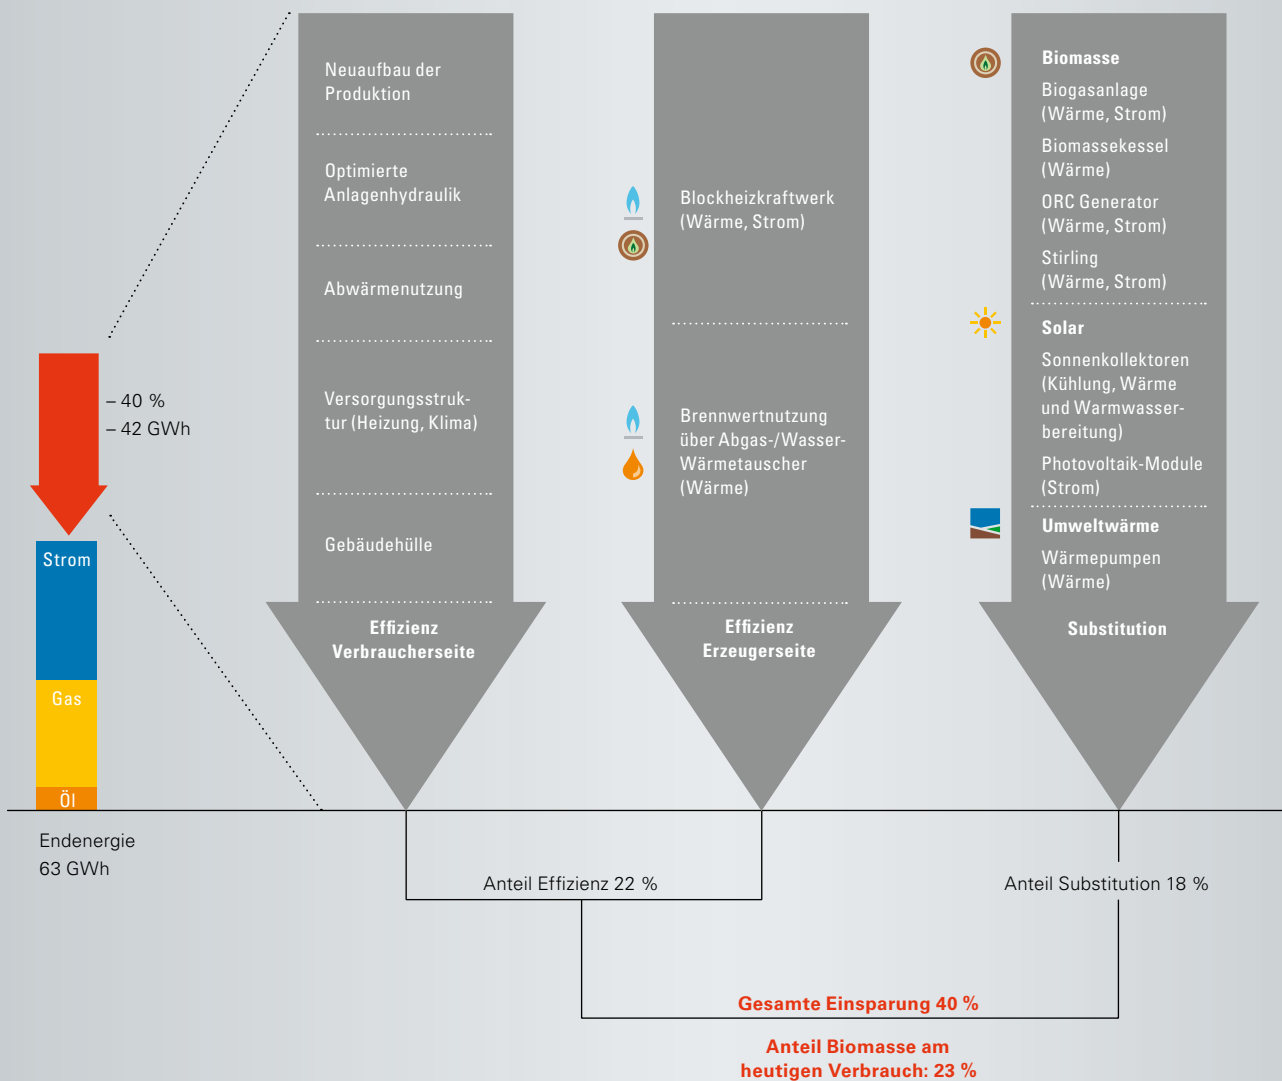 Neuaufbau der
Produktion
Optimierte
Anlagenhydraulik
Abwärmenutzung
Versorgungsstruk-
tur (Heizung, Klima)
Gebäudehülle
Effizienz
Verbraucherseite
Blockheizkraftwerk
(Wärme, Strom)
Brennwertnutzung
über Abgas-/Wasser-
Wärmetauscher
(Wärme)
Effizienz
Erzeugerseite
Biomasse
Biogasanlage
(Wärme, Strom)
Biomassekessel
(Wärme)
ORC Generator
(Wärme, Strom)
Stirling
(Wärme, Strom)
Solar
Sonnenkollektoren
(Kühlung, Wärme
und Warmwasser-
bereitung)
Photovoltaik-Module
(Strom)
Umweltwärme
Wärmepumpen
(Wärme)
Substitution
– 40 %
– 42 GWh
Strom
Gas
Öl
Endenergie
63 GWh
Anteil Effizienz 22 %
Anteil Substitution 18 %
Gesamte Einsparung 40 %
Anteil Biomasse am
heutigen Verbrauch: 23 %